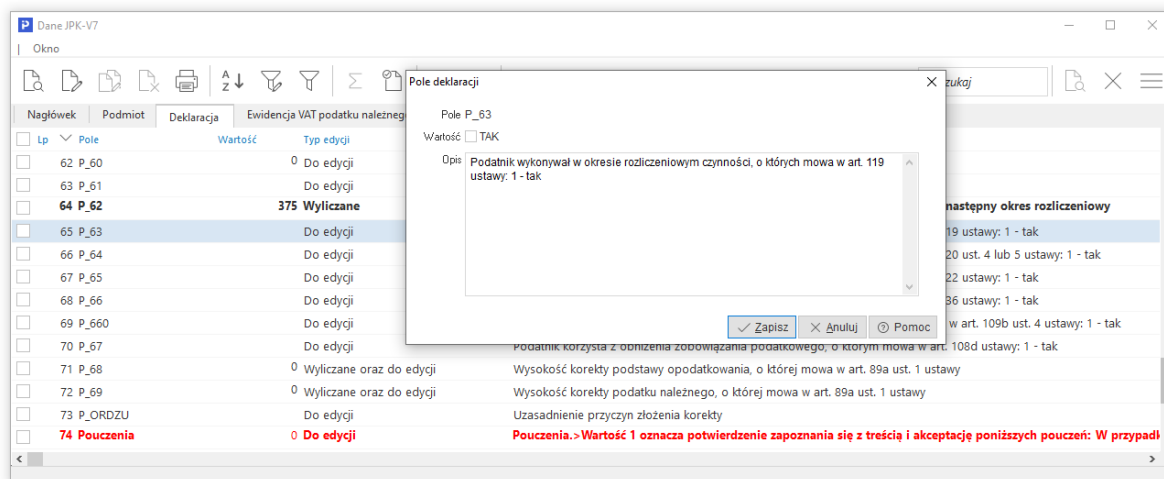 Dane JPK-V7
Okno
Pole deklaracji
ukaj
Nagłówek Podmiot Deklaracja Ewidencja VAT podatku należneg
Pole P_63
Wartość TAK
Opis Podatnik wykonywał w okresie rozliczeniowym czynności, o których mowa w art. 119
ustawy: 1 - tak
Zapisz Anuluj Pomoc
Lp Pole Wartość Typ edycji
62 P_60 0 Do edycji
63 P_61 Do edycji
64 P_62 375 Wyliczane następny okres rozliczeniowy
65 P_63 Do edycji 19 ustawy: 1 - tak
66 P_64 Do edycji 20 ust. 4 lub 5 ustawy: 1 - tak
67 P_65 Do edycji 22 ustawy: 1 - tak
68 P_66 Do edycji 36 ustawy: 1 - tak
69 P_660 Do edycji w art. 109b ust. 4 ustawy: 1 - tak
70 P_67 Do edycji Podatnik korzysta z obniżenia zobowiązania podatkowego, o którym mowa w art. 108d ustawy: 1 - tak
71 P_68 0 Wyliczane oraz do edycji Wysokość korekty podstawy opodatkowania, o której mowa w art. 89a ust. 1 ustawy
72 P_69 0 Wyliczane oraz do edycji Wysokość korekty podatku należnego, o której mowa w art. 89a ust. 1 ustawy
73 P_ORDZU Do edycji Uzasadnienie przyczyn złożenia korekty
74 Pouczenia 0 Do edycji Pouczenia.>Wartość 1 oznacza potwierdzenie zapoznania się z treścią i akceptację poniższych pouczeń: W przypadk